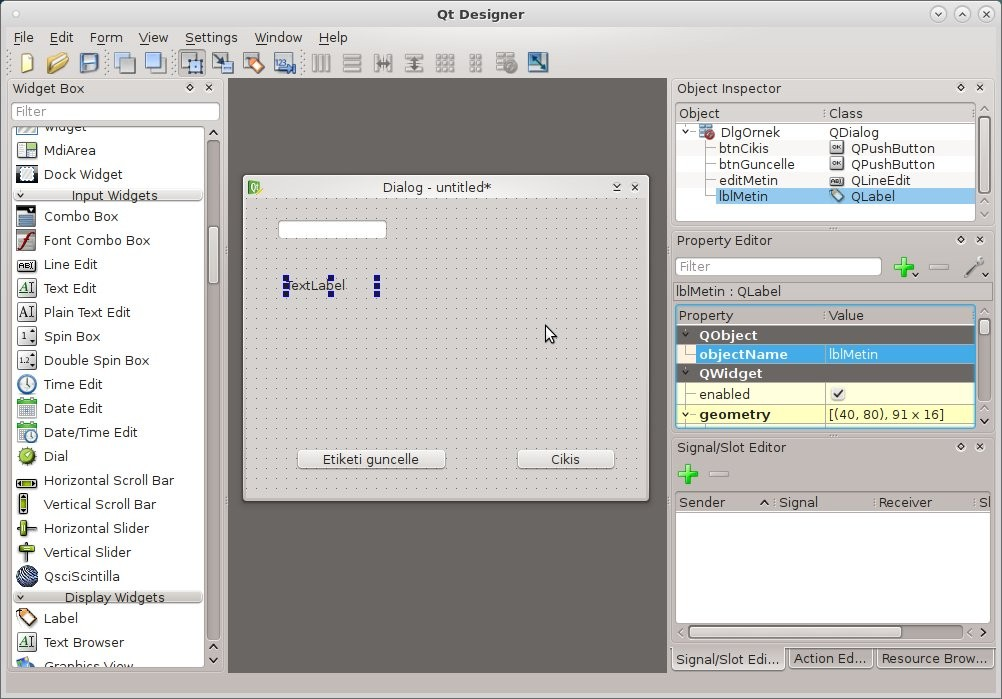 Qt Designer
File Edit Form View Settings Window Help
Widget Box
Filter
Widget
MdiArea
Dock Widget
Input Widgets
Combo Box
Font Combo Box
Line Edit
Text Edit
Plain Text Edit
Spin Box
Double Spin Box
Time Edit
Date Edit
Date/Time Edit
Dial
Horizontal Scroll Bar
Vertical Scroll Bar
Horizontal Slider
Vertical Slider
QsciScintilla
Display Widgets
Label
Text Browser
Graphics View
Dialog - untitled*
TextLabel
Etiketi guncelle
Cikis
Object Inspector
Object Class
DlgOrnek QDialog
btnCikis QPushButton
btnGuncelle QPushButton
editMetin QLineEdit
lblMetin QLabel
Property Editor
Filter
lblMetin : QLabel
Property Value
QObject
objectName lblMetin
QWidget
enabled
geometry [(40, 80), 91 x 16]
Signal/Slot Editor
Sender Signal Receiver Sl
Signal/Slot Edi... Action Ed... Resource Brow...